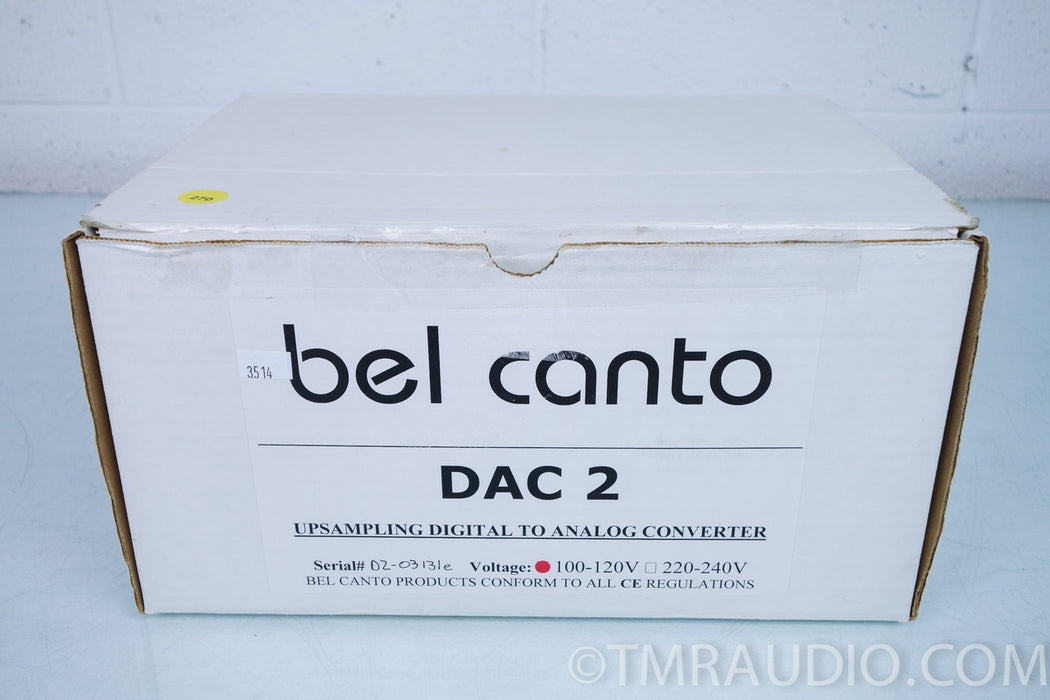 270
3514
bel canto
DAC 2
UPSAMPLING DIGITAL TO ANALOG CONVERTER
Serial# D2-03131e Voltage: 100-120V □ 220-240V
BEL CANTO PRODUCTS CONFORM TO ALL CE REGULATIONS
©TMRAUDIO.COM